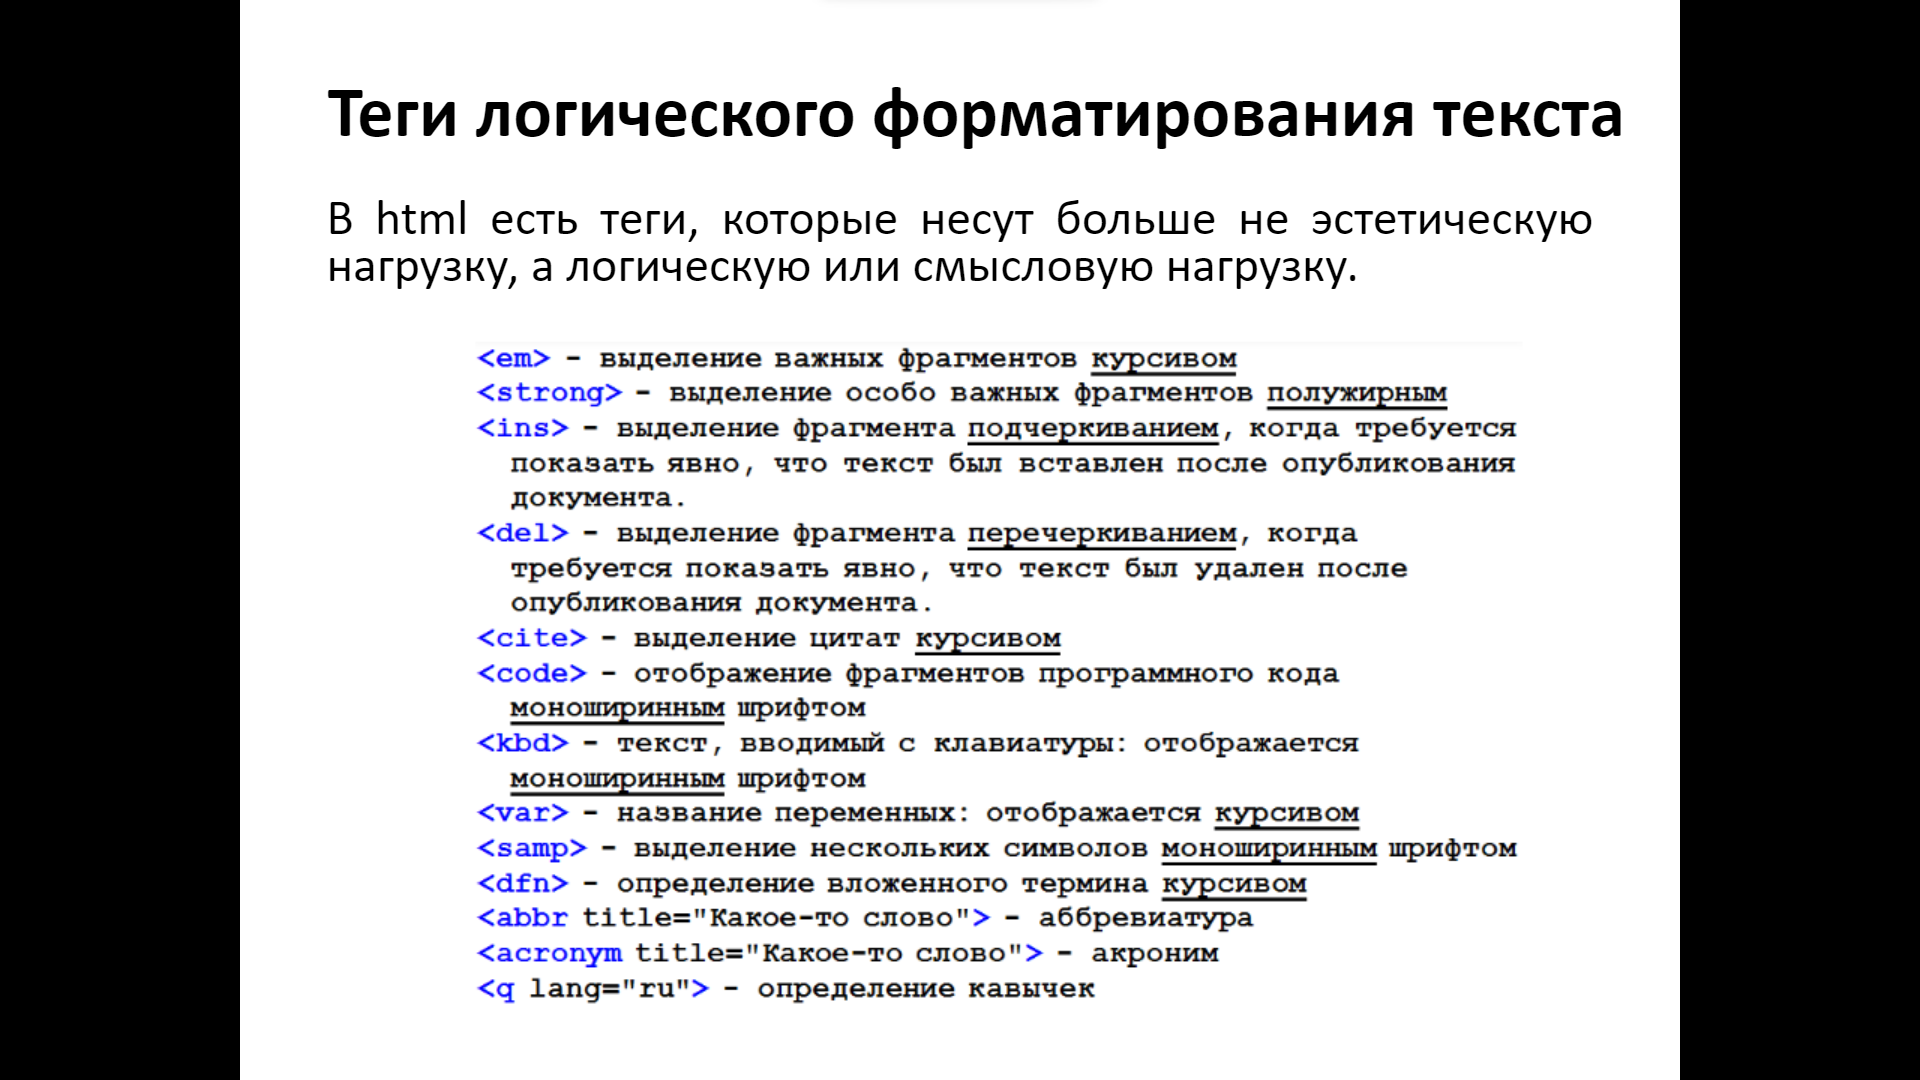 Теги логического форматирования текста
В html есть теги, которые несут больше не эстетическую
нагрузку, а логическую или смысловую нагрузку.
<em> - выделение важных фрагментов курсивом
<strong> - выделение особо важных фрагментов полужирным
<ins> - выделение фрагмента подчеркиванием, когда требуется
показать явно, что текст был вставлен после опубликования
документа.
<del> - выделение фрагмента перечеркиванием, когда
требуется показать явно, что текст был удален после
опубликования документа.
<cite> - выделение цитат курсивом
<code> - отображение фрагментов программного кода
моноширинным шрифтом
<kbd> - текст, вводимый с клавиатуры: отображается
моноширинным шрифтом
<var> - название переменных: отображается курсивом
<samp> - выделение нескольких символов моноширинным шрифтом
<dfn> - определение вложенного термина курсивом
<abbr title="Какое-то слово"> - аббревиатура
<acronym title="Какое-то слово"> - акроним
<q lang="ru"> - определение кавычек